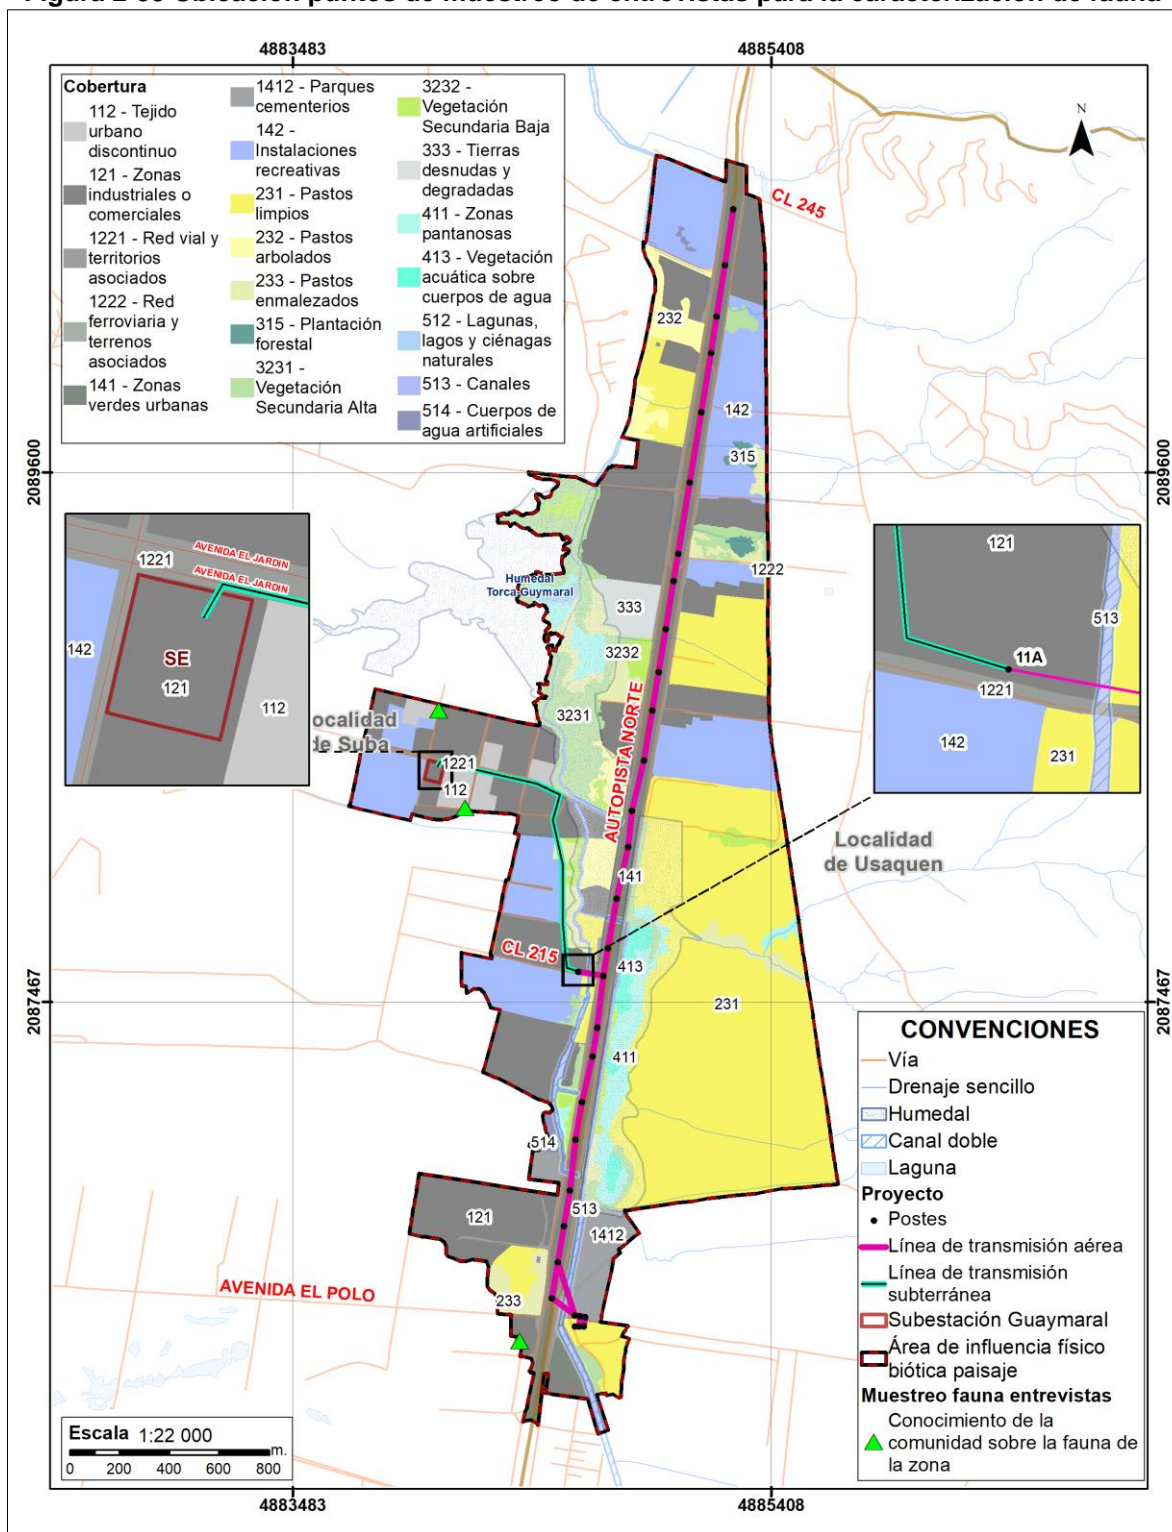 Figura 2-35 Ubicación puntos de muestreo de entrevistas para la caracterización de fauna
4883483
4885408
Cobertura
112 - Tejido
urbano
discontinuo
121 - Zonas
industriales o
comerciales
1221 - Red vial y
territorios
asociados
1222 - Red
ferroviaria y
terrenos
asociados
141 - Zonas
verdes urbanas
1412 - Parques
cementerios
142 -
Instalaciones
recreativas
231 - Pastos
limpios
232 - Pastos
arbolados
233 - Pastos
enmalezados
315 - Plantación
forestal
3231 -
Vegetación
Secundaria Alta
3232 -
Vegetación
Secundaria Baja
333 - Tierras
desnudas y
degradadas
411 - Zonas
pantanosas
413 - Vegetación
acuática sobre
cuerpos de agua
512 - Lagunas,
lagos y ciénagas
naturales
513 - Canales
514 - Cuerpos de
agua artificiales
N
CL 245
232
142
315
2089600
2089600
1222
Humedal
Torca-Guymaral
333
3232
3231
AVENIDA EL JARDIN
AVENIDA EL JARDIN
1221
142
SE
121
112
121
513
11A
1221
142
231
ocalidad
de Suba
1221
112
AUTOPISTA NORTE
Localidad
de Usaquen
141
CL 215
413
2087467
2087467
231
411
514
121
513
1412
AVENIDA EL POLO
233
CONVENCIONES
Vía
Drenaje sencillo
Humedal
Canal doble
Laguna
Proyecto
Postes
Línea de transmisión aérea
Línea de transmisión
subterránea
Subestación Guaymaral
Área de influencia físico
biótica paisaje
Muestreo fauna entrevistas
Conocimiento de la
comunidad sobre la fauna de
la zona
Escala 1:22 000
m.
0 200 400 600 800
4883483
4885408